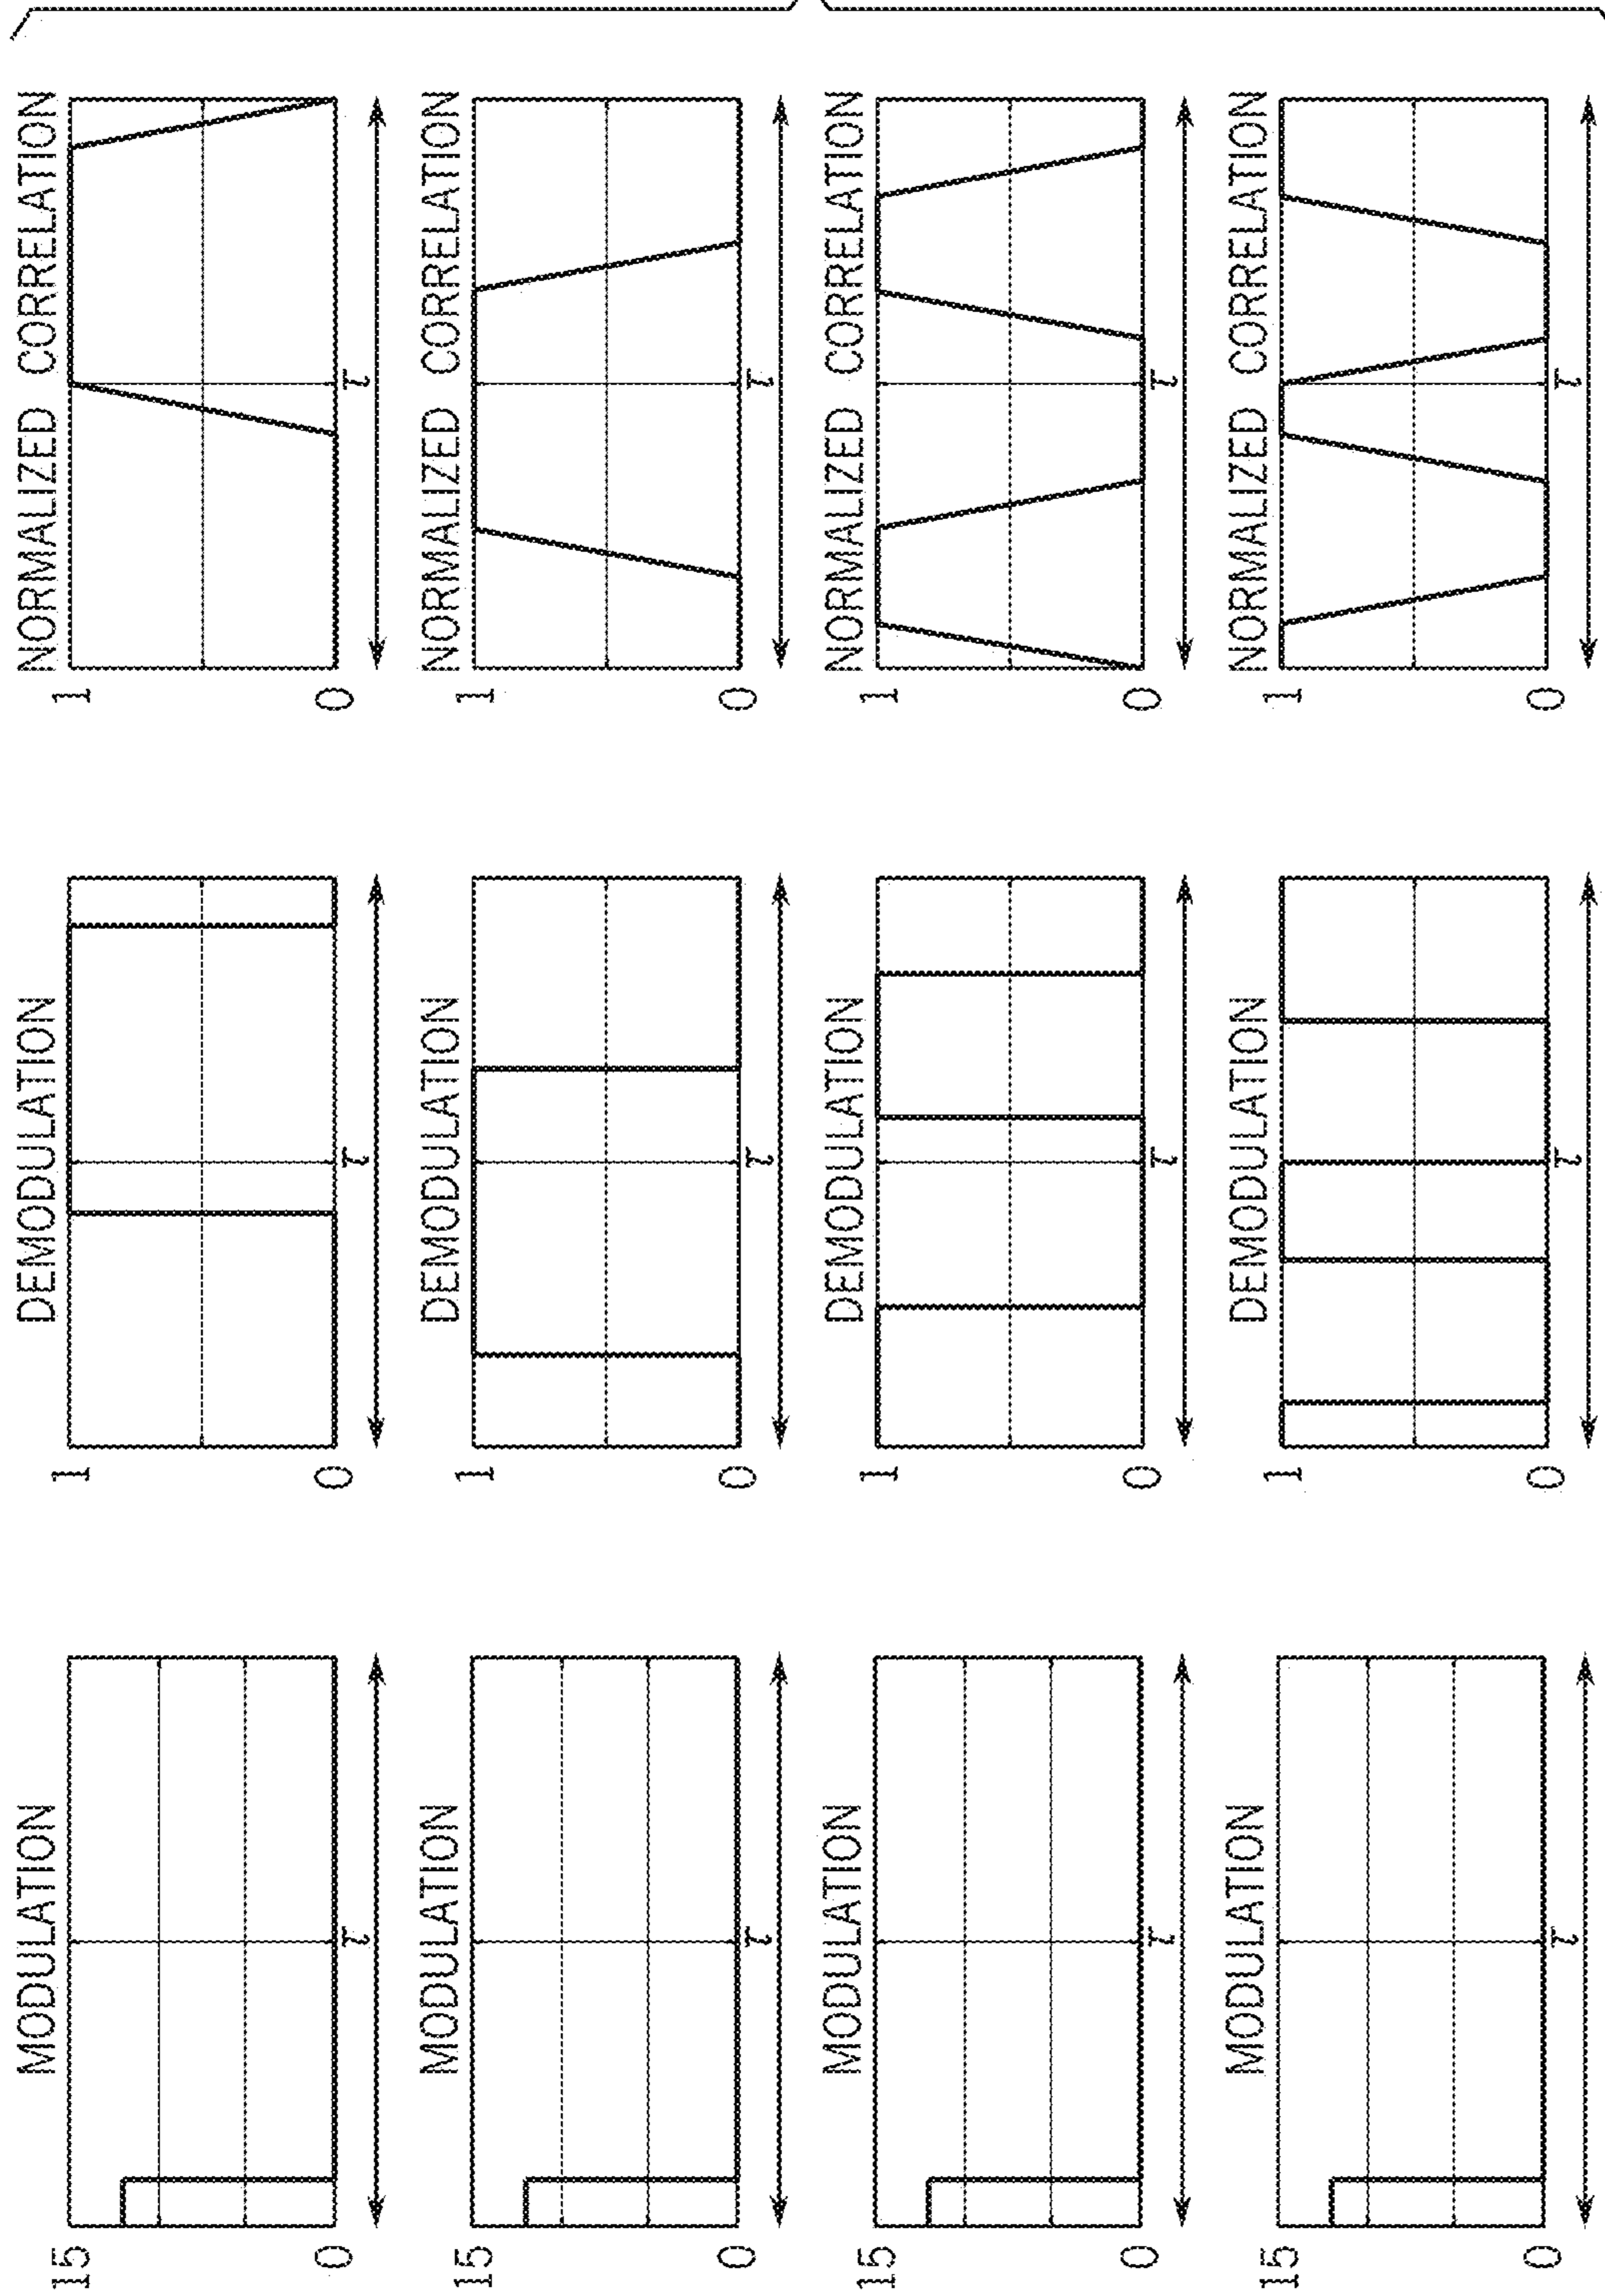 MODULATION
15
0
τ
DEMODULATION
1
0
τ
NORMALIZED CORRELATION
1
0
τ
MODULATION
15
0
τ
DEMODULATION
1
0
τ
NORMALIZED CORRELATION
1
0
τ
MODULATION
15
0
τ
DEMODULATION
1
0
τ
NORMALIZED CORRELATION
1
0
τ
MODULATION
15
0
τ
DEMODULATION
1
0
τ
NORMALIZED CORRELATION
1
0
τ